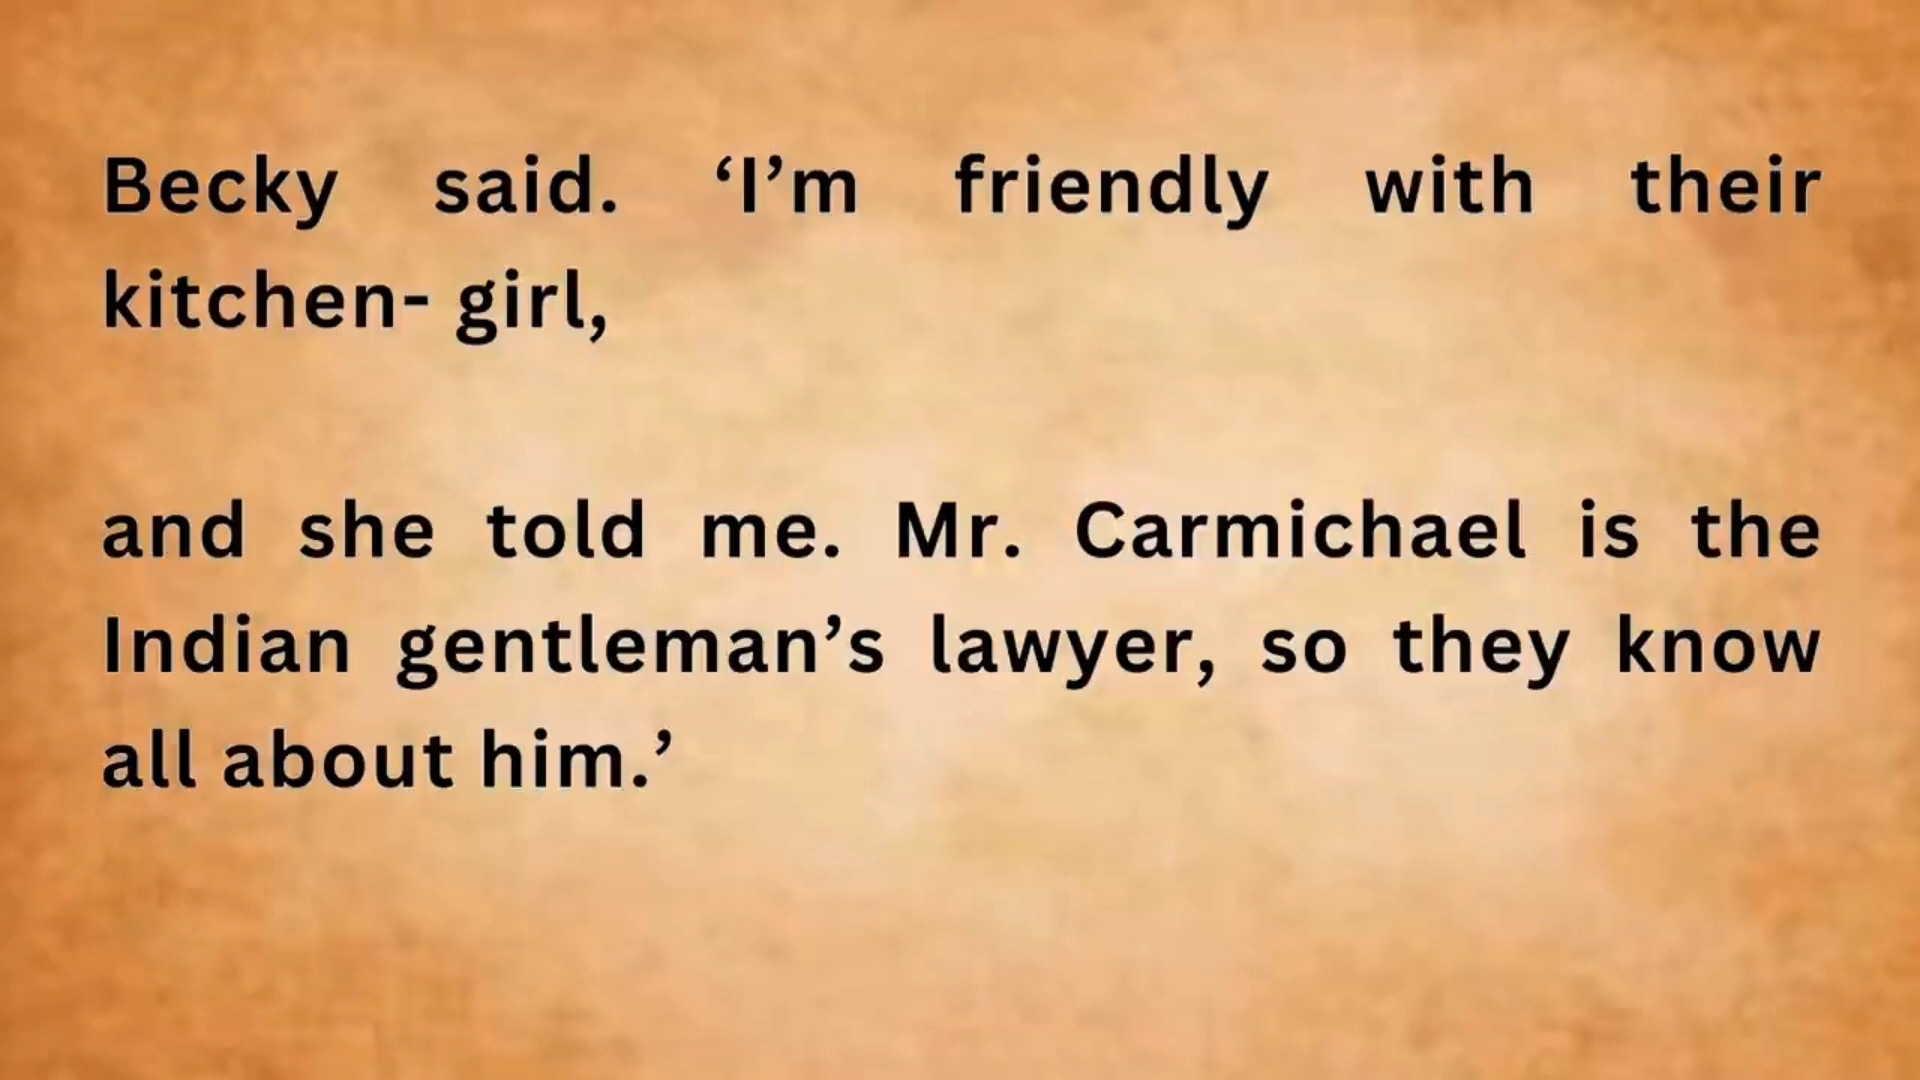 Becky said. ‘I’m friendly with their
kitchen- girl,
and she told me. Mr. Carmichael is the
Indian gentleman’s lawyer, so they know
all about him.’